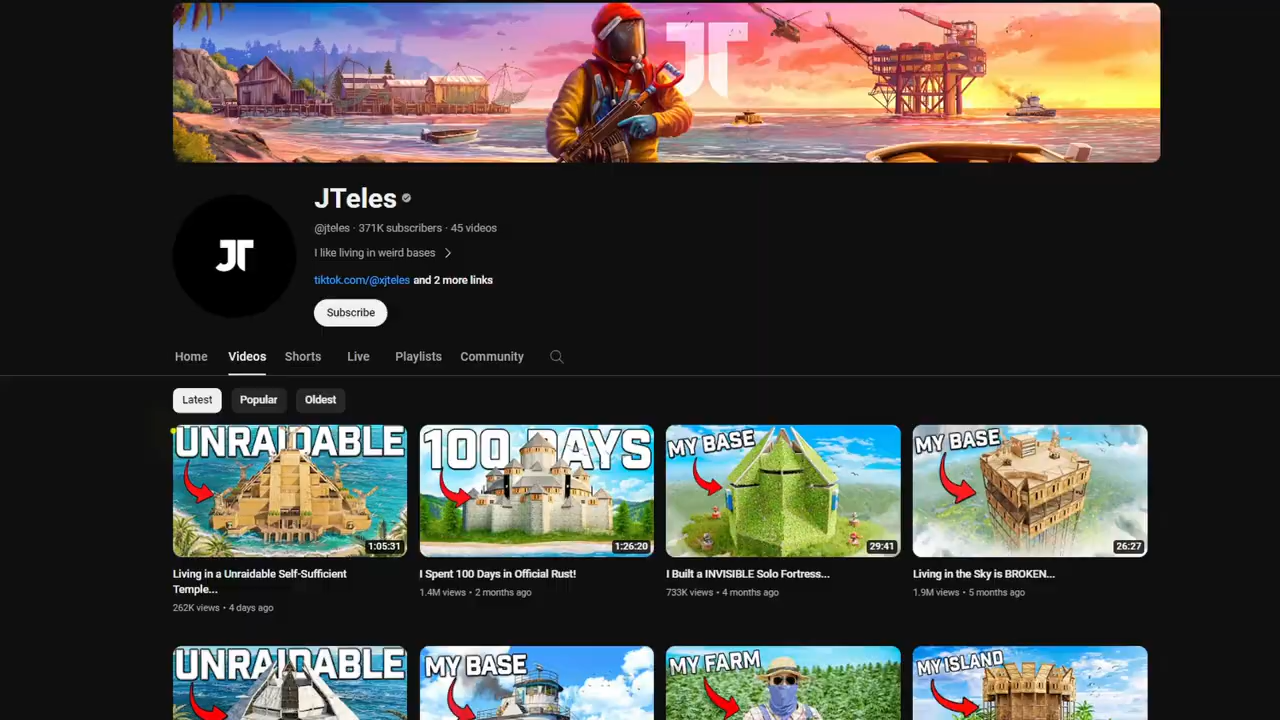 JT
JT
JTeles
@jteles · 371K subscribers · 45 videos
I like living in weird bases
tiktok.com/@xjteles and 2 more links
Subscribe
Home Videos Shorts Live Playlists Community
Latest Popular Oldest
UNRAIDABLE
1:05:31
100 DAYS
1:26:20
MY BASE
29:41
MY BASE
26:27
Living in a Unraidable Self-Sufficient
Temple...
262K views • 4 days ago
I Spent 100 Days in Official Rust!
1.4M views • 2 months ago
I Built a INVISIBLE Solo Fortress...
733K views • 4 months ago
Living in the Sky is BROKEN...
1.9M views • 5 months ago
UNRAIDABLE
MY BASE
MY FARM
MY ISLAND